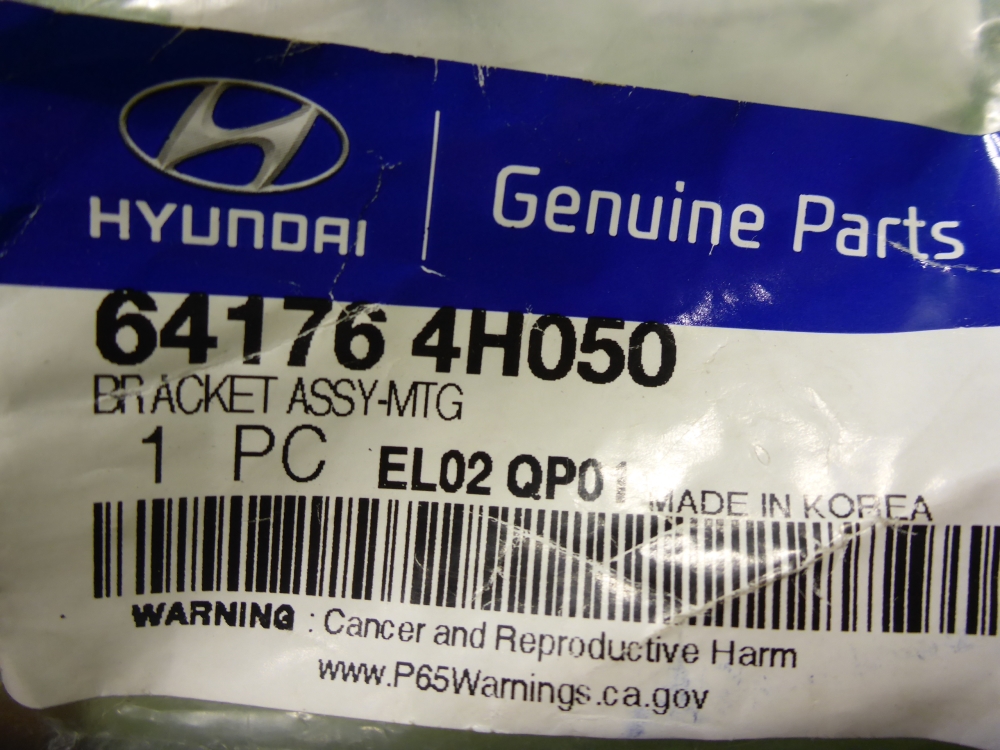 HYUNDAI
Genuine Parts
64176 4H050
BRACKET ASSY-MTG
1 PC
EL02 QP01
MADE IN KOREA
WARNING : Cancer and Reproductive Harm
www.P65Warnings.ca.gov